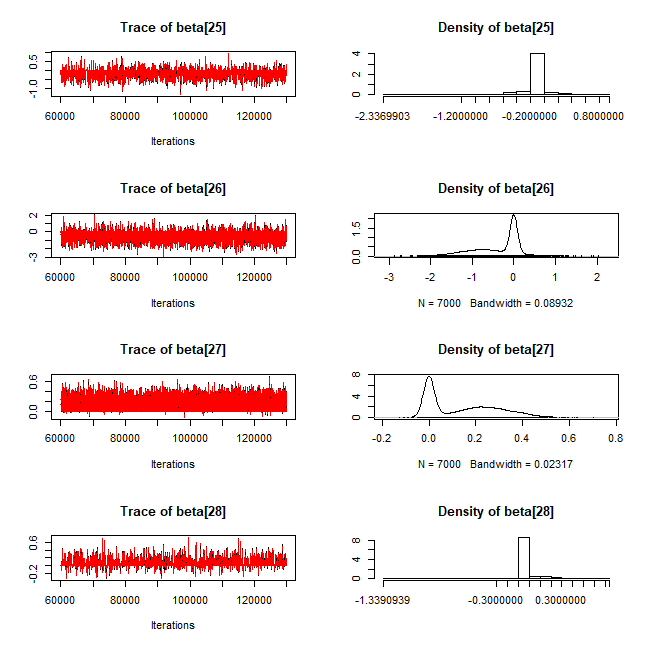 Trace of beta[25]
Density of beta[25]
-1.0 0.5
60000 80000 100000 120000
Iterations
0 2 4
-2.3369903 -1.2000000 -0.2000000 0.8000000
Trace of beta[26]
Density of beta[26]
-3 0 2
60000 80000 100000 120000
Iterations
0.0 1.5
-3 -2 -1 0 1 2
N = 7000 Bandwidth = 0.08932
Trace of beta[27]
Density of beta[27]
0.0 0.6
60000 80000 100000 120000
Iterations
0 4 8
-0.2 0.0 0.2 0.4 0.6 0.8
N = 7000 Bandwidth = 0.02317
Trace of beta[28]
Density of beta[28]
-0.2 0.6
60000 80000 100000 120000
Iterations
0 4 8
-1.3390939 -0.3000000 0.3000000